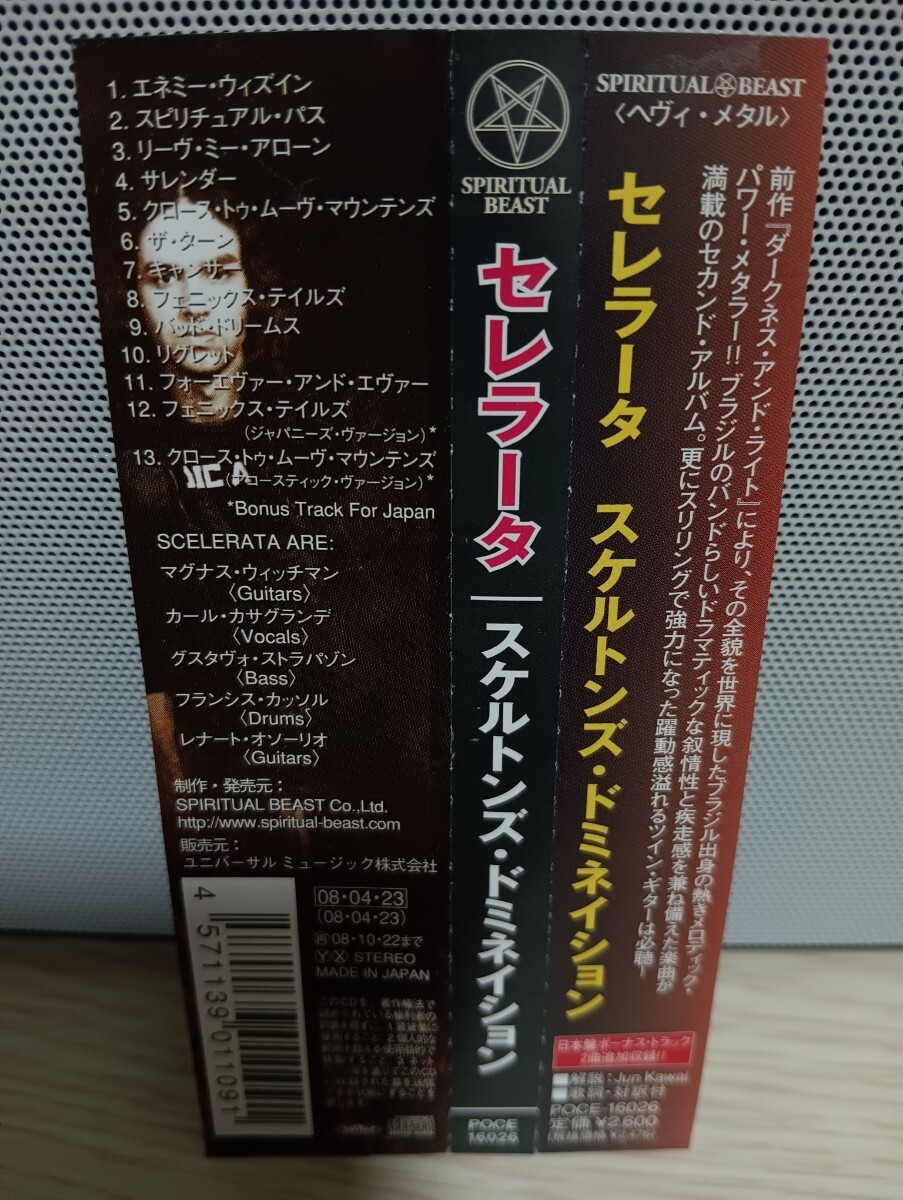 1. エネミー・ウィズイン
2. スピリチュアル・パス
3. リーヴ・ミー・アローン
4. サレンダー
5. クロース・トゥ・ムーヴ・マウンテンズ
6. ザ・ターン
7. キャンサー
8. フェニックス・テイルズ
9. バッド・ドリームス
10. リグレット
11. フォーエヴァー・アンド・エヴァー
12. フェニックス・テイルズ
(ジャパニーズ・ヴァージョン)*
13. クロース・トゥ・ムーヴ・マウンテンズ
(アコースティック・ヴァージョン)*
*Bonus Track For Japan
SCELERATA ARE:
マグナス・ウィッチマン
〈Guitars〉
カール・カサグランデ
〈Vocals〉
グスタヴォ・ストラパゾン
〈Bass〉
フランシス・カッソル
〈Drums〉
レナート・オソーリオ
〈Guitars〉
制作・発売元:
SPIRITUAL BEAST Co.,Ltd.
http://www.spiritual-beast.com
販売元:
ユニバーサル ミュージック株式会社
4 571139 011091
08・04・23
(08・04・23)
再08・10・22まで
Y X STEREO
MADE IN JAPAN
SPIRITUAL
BEAST
セレラータ
スケルトンズ・ドミネイション
POCE
16026
SPIRITUAL BEAST
〈ヘヴィ・メタル〉
前作『ダークネス・アンド・ライト』により、その全貌を世界に現したブラジル出身の熱きメロディック・
パワー・メタラー!! ブラジルのバンドらしいドラマティックな叙情性と疾走感を兼ね備えた楽曲が
満載のセカンド・アルバム。更にスリリングで強力になった躍動感溢れるツイン・ギターは必聴―
セレラータ スケルトンズ・ドミネイション
日本盤ボーナス・トラック
2曲追加収録!!
解説:Jun Kawai
歌詞・対訳付
POCE-16026
定価 ¥2,600